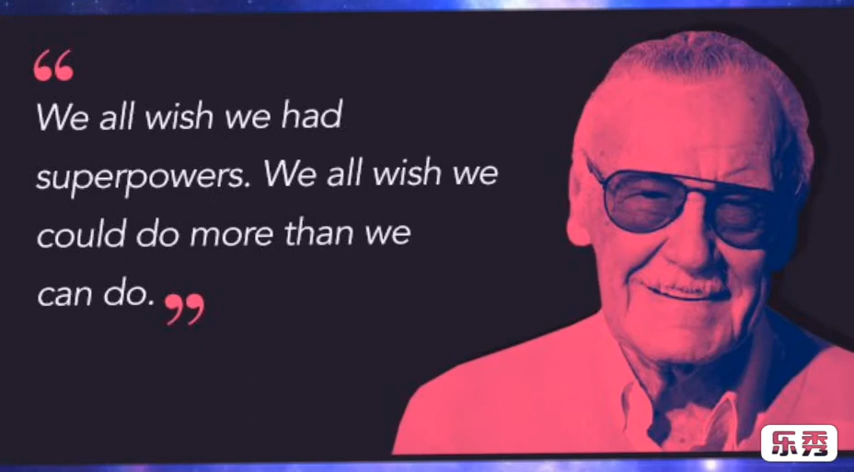 “
We all wish we had
superpowers. We all wish we
could do more than we
can do. ”
乐秀